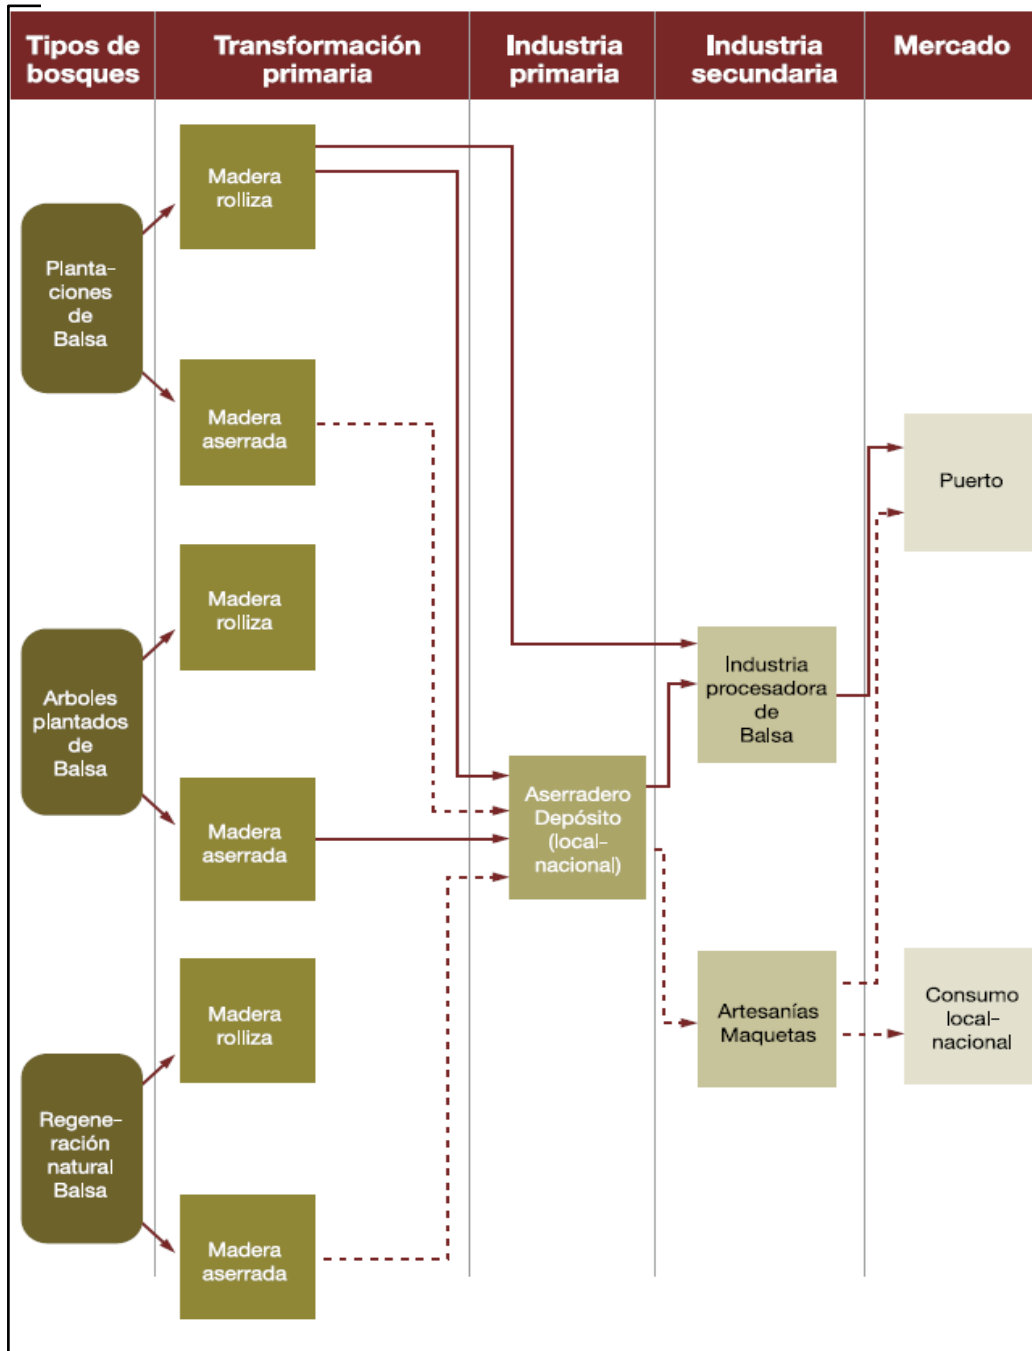 Tipos de
bosques
Transformación
primaria
Industria
primaria
Industria
secundaria
Mercado
Madera
rolliza
Planta-
ciones
de
Balsa
Madera
aserrada
Puerto
Madera
rolliza
Arboles
plantados
de
Balsa
Industria
procesadora
de
Balsa
Madera
aserrada
Aserradero
Depósito
(local-
nacional)
Madera
rolliza
Artesanías
Maquetas
Consumo
local-
nacional
Regene-
ración
natural
Balsa
Madera
aserrada